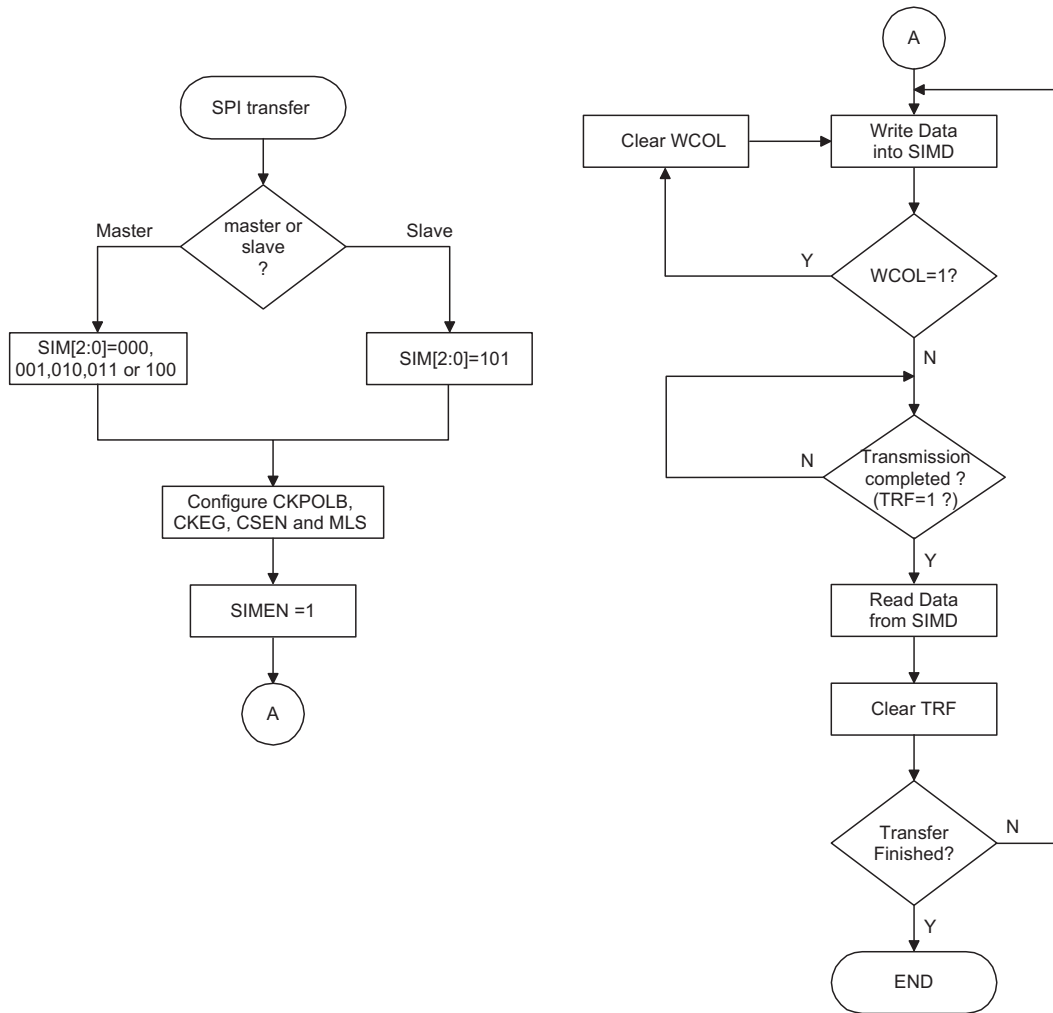 SPI transfer
master or
slave
?
Master
Slave
SIM[2:0]=000,
001,010,011 or 100
SIM[2:0]=101
Configure CKPOLB,
CKEG, CSEN and MLS
SIMEN =1
A
A
Write Data
into SIMD
Clear WCOL
WCOL=1?
Y
N
Transmission
completed ?
(TRF=1 ?)
N
Y
Read Data
from SIMD
Clear TRF
Transfer
Finished?
N
Y
END